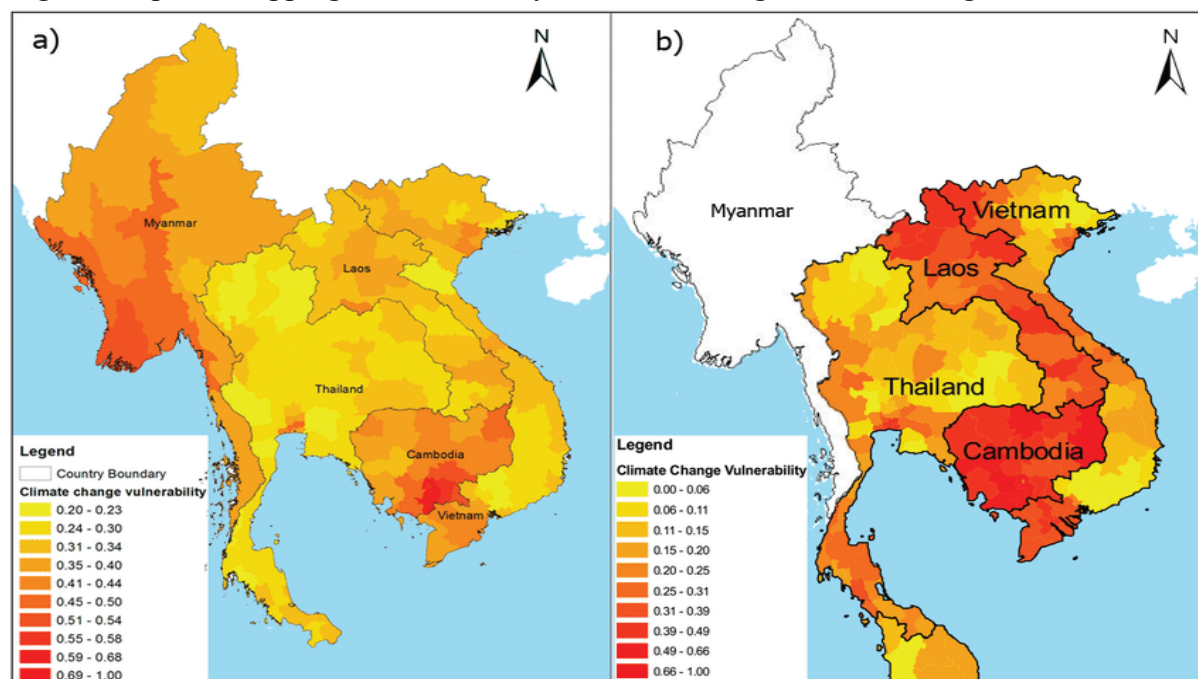 a)
N
Myanmar
Laos
Thailand
Cambodia
Vietnam
Legend
Country Boundary
Climate change vulnerability
0.20 - 0.23
0.24 - 0.30
0.31 - 0.34
0.35 - 0.40
0.41 - 0.44
0.45 - 0.50
0.51 - 0.54
0.55 - 0.58
0.59 - 0.68
0.69 - 1.00
b)
N
Myanmar
Vietnam
Laos
Thailand
Cambodia
Legend
Climate Change Vulnerability
0.00 - 0.06
0.06 - 0.11
0.11 - 0.15
0.15 - 0.20
0.20 - 0.25
0.25 - 0.31
0.31 - 0.39
0.39 - 0.49
0.49 - 0.66
0.66 - 1.00